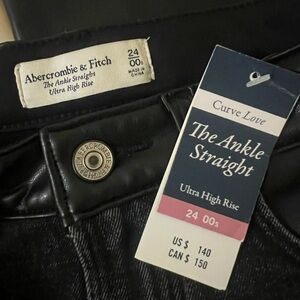 Abercrombie & Fitch
The Ankle Straight
Ultra High Rise
24
00s
MADE IN
CHINA
Curve Love
The Ankle
Straight
Ultra High Rise
24 00s
US $ 140
CAN $ 150
ABERCROMBIE